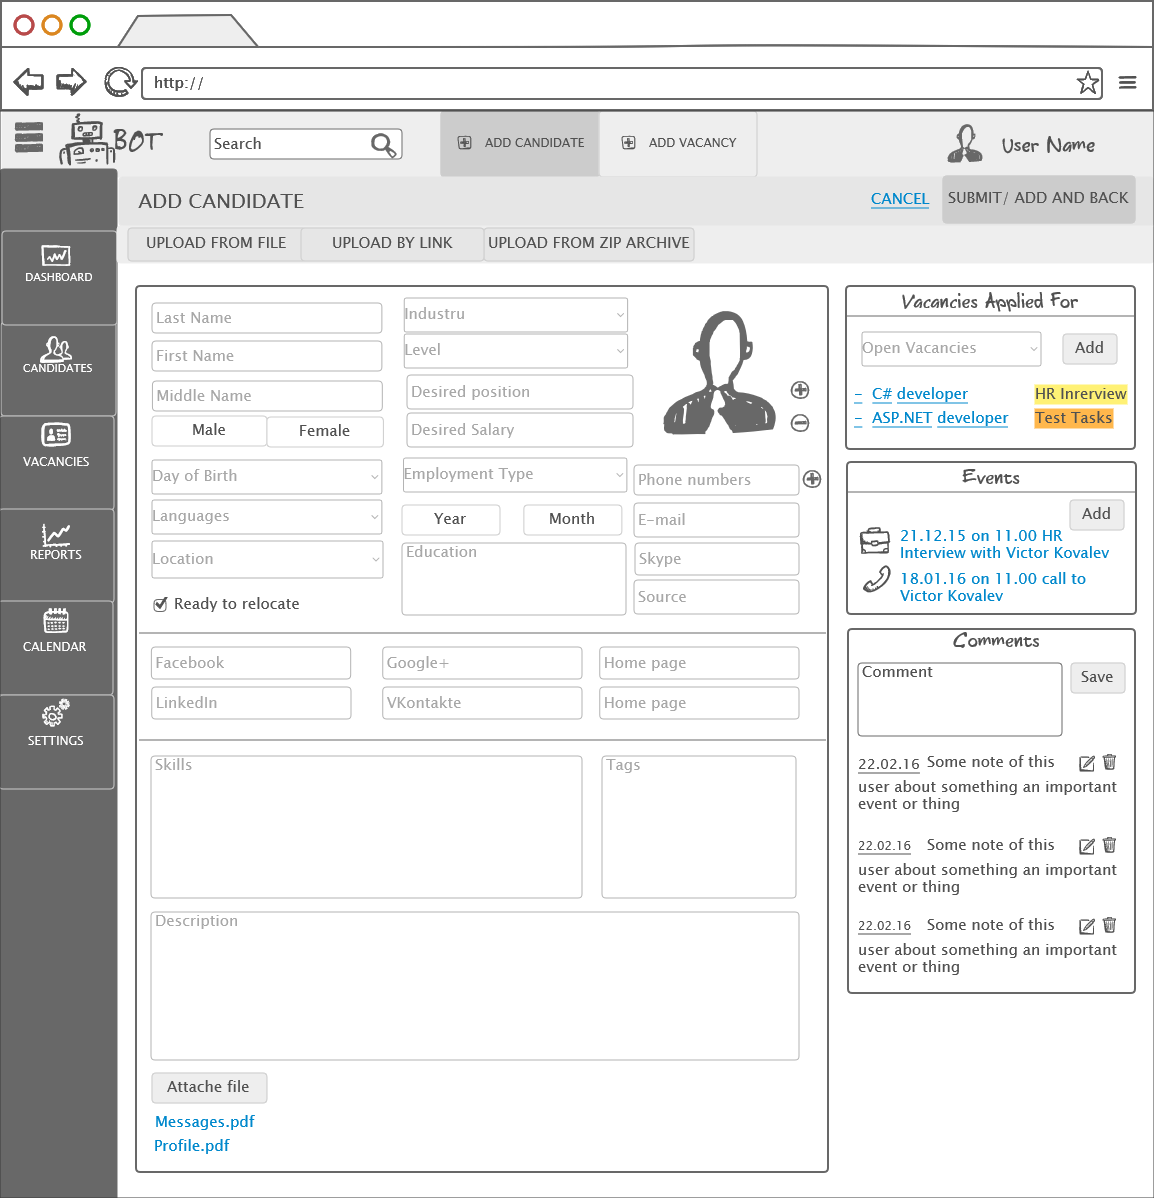 http://
BOT
Search
ADD CANDIDATE
ADD VACANCY
User Name
ADD CANDIDATE
CANCEL
SUBMIT/ ADD AND BACK
UPLOAD FROM FILE
UPLOAD BY LINK
UPLOAD FROM ZIP ARCHIVE
DASHBOARD
CANDIDATES
VACANCIES
REPORTS
CALENDAR
SETTINGS
Last Name
First Name
Middle Name
Male
Female
Day of Birth
Languages
Location
Ready to relocate
Industru
Level
Desired position
Desired Salary
Employment Type
Year
Month
Education
Phone numbers
E-mail
Skype
Source
Facebook
Google+
Home page
LinkedIn
VKontakte
Home page
Skills
Tags
Description
Attache file
Messages.pdf
Profile.pdf
Vacancies Applied For
Open Vacancies
Add
- C# developer
HR Inrerview
- ASP.NET developer
Test Tasks
Events
Add
21.12.15 on 11.00 HR
Interview with Victor Kovalev
18.01.16 on 11.00 call to
Victor Kovalev
Comments
Comment
Save
22.02.16 Some note of this
user about something an important
event or thing
22.02.16 Some note of this
user about something an important
event or thing
22.02.16 Some note of this
user about something an important
event or thing